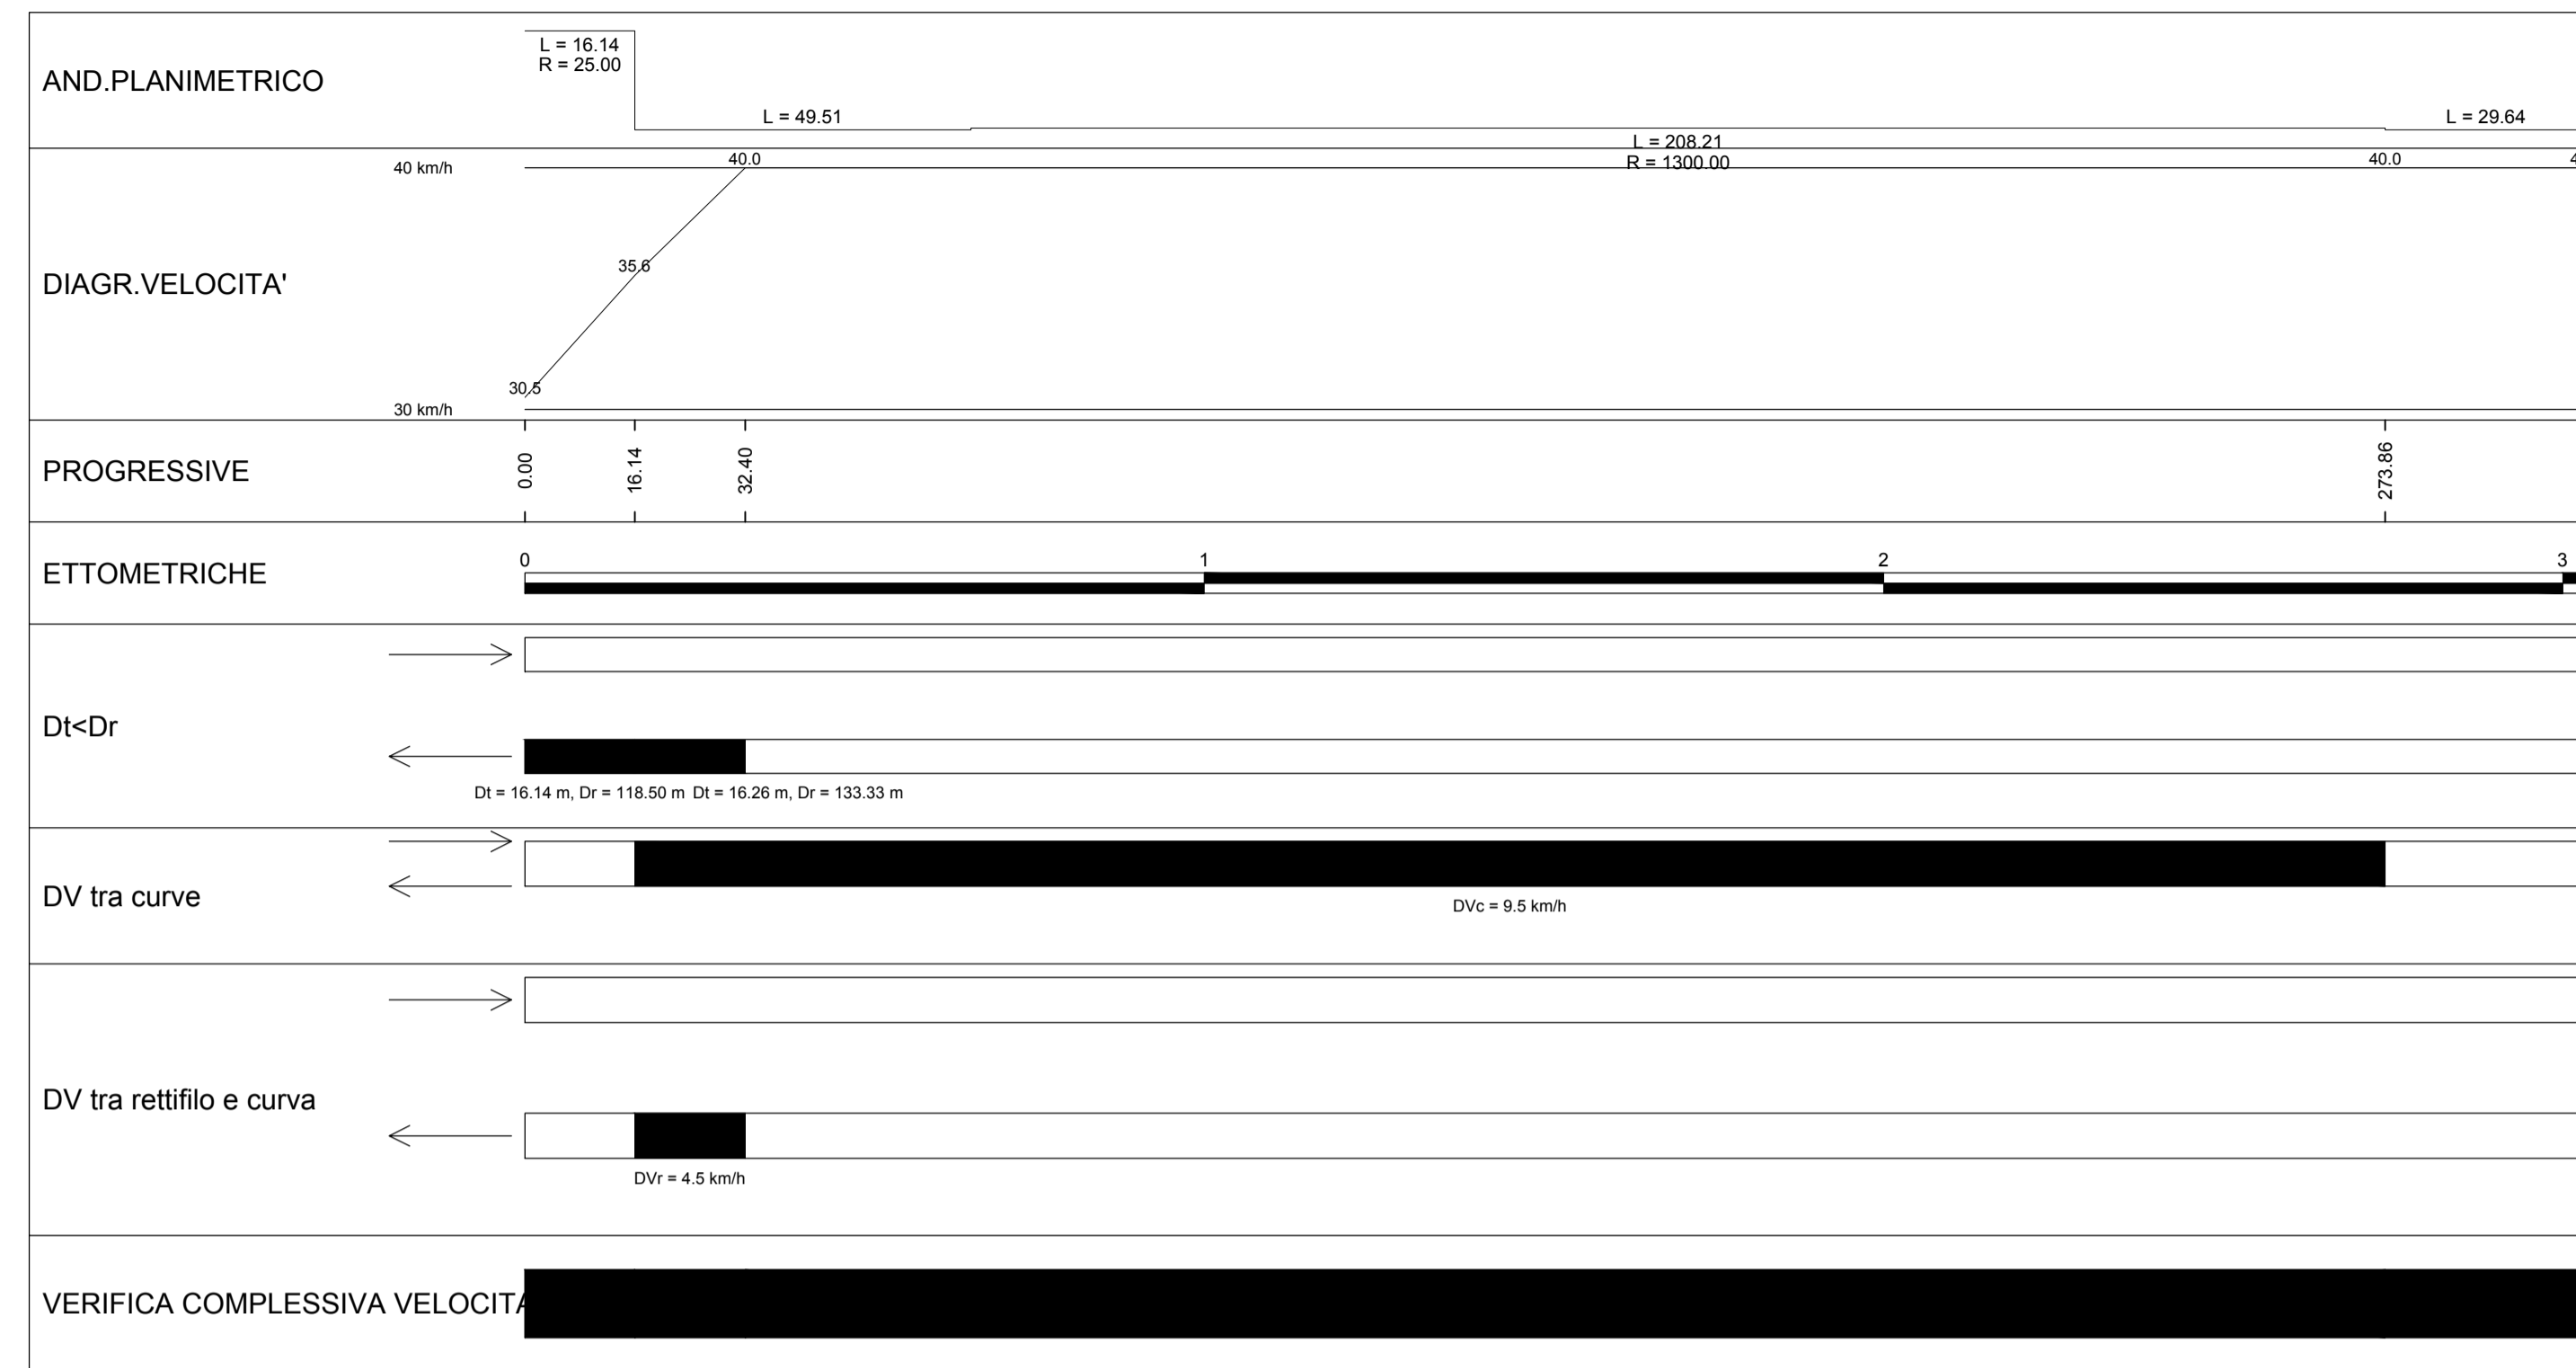 L = 16.14
R = 25.00
AND.PLANIMETRICO
L = 49.51
L = 29.64
L = 208.21
R = 1300.00
40 km/h
40.0
40.0
35.6
DIAGR.VELOCITA'
30.5
30 km/h
PROGRESSIVE
0.00
16.14
32.40
273.86
ETTOMETRICHE
0 1 2 3
Dt<Dr
Dt = 16.14 m, Dr = 118.50 m Dt = 16.26 m, Dr = 133.33 m
DV tra curve
DVc = 9.5 km/h
DV tra rettifilo e curva
DVr = 4.5 km/h
VERIFICA COMPLESSIVA VELOCITA